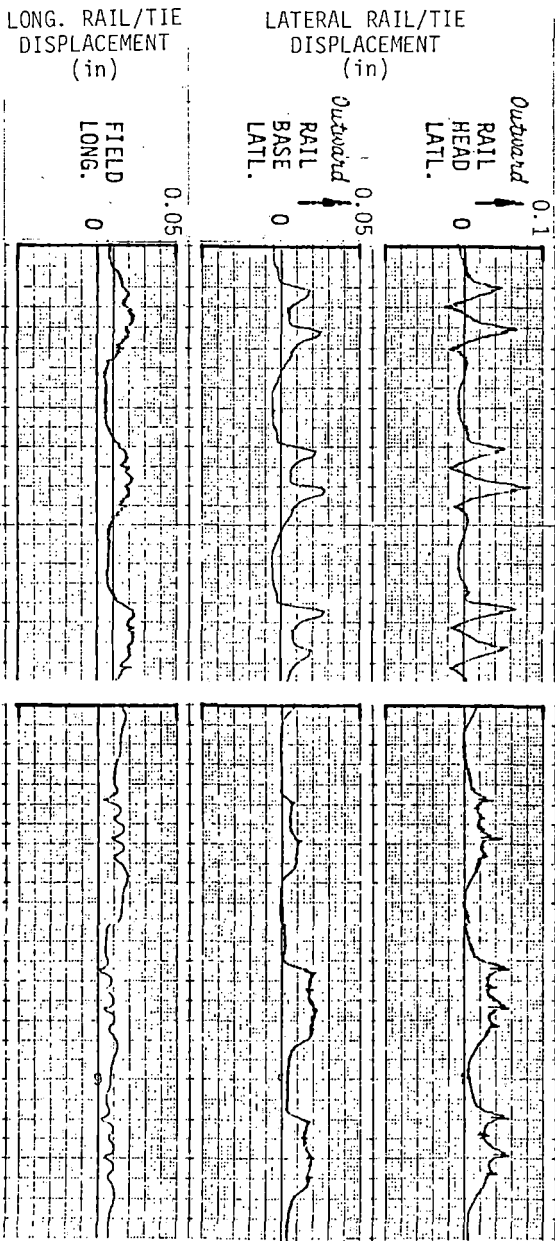 LONG. RAIL/TIE
DISPLACEMENT
(in)
LATERAL RAIL/TIE
DISPLACEMENT
(in)
FIELD
LONG.
0.05
0
Outward
RAIL
BASE
LATL.
0.05
0
Outward
RAIL
HEAD
LATL.
0.1
0